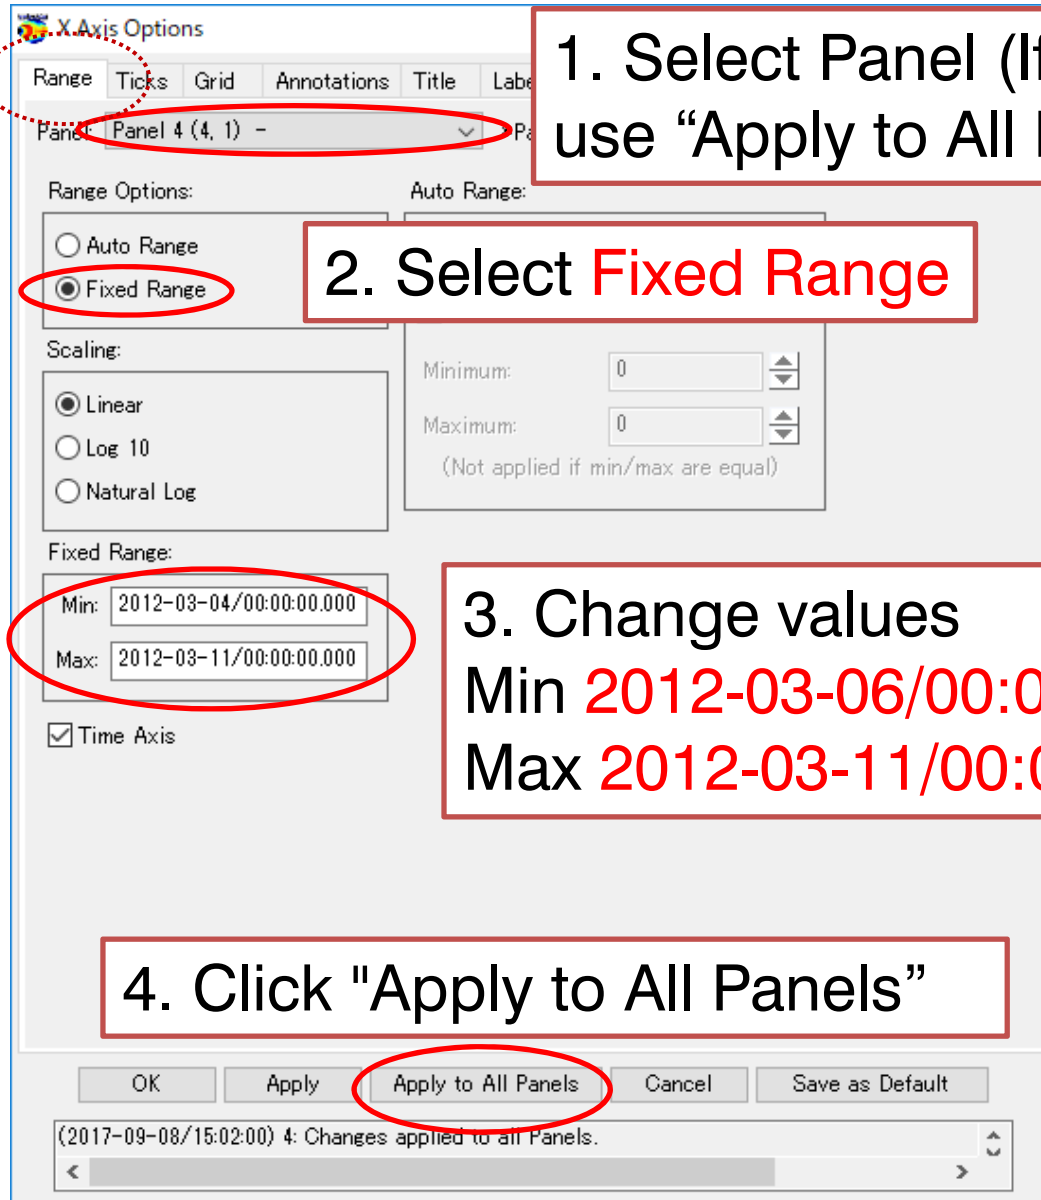 X Axis Options
1. Select Panel (If
use “Apply to All
Range Ticks Grid Annotations Title Labe
Panel: Panel 4 (4, 1) -
Range Options:
Auto Range:
Auto Range
Fixed Range
2. Select Fixed Range
Scaling:
Linear
Log 10
Natural Log
Minimum: 0
Maximum: 0
(Not applied if min/max are equal)
Fixed Range:
Min: 2012-03-04/00:00:00.000
Max: 2012-03-11/00:00:00.000
3. Change values
Min 2012-03-06/00:0
Max 2012-03-11/00:0
Time Axis
4. Click "Apply to All Panels”
OK Apply Apply to All Panels Cancel Save as Default
(2017-09-08/15:02:00) 4: Changes applied to all Panels.